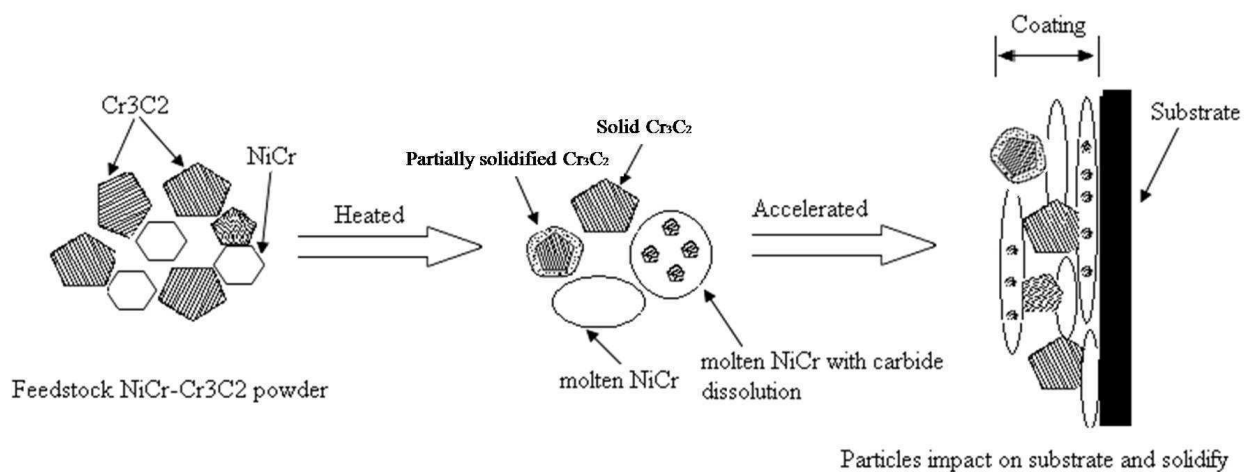 Coating
Cr3C2
NiCr
Substrate
Solid Cr₃C₂
Partially solidified Cr₃C₂
Heated
Accelerated
molten NiCr
molten NiCr with carbide
dissolution
Feedstock NiCr-Cr3C2 powder
Particles impact on substrate and solidify